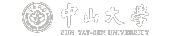 中山大學
SUN YAT-SEN UNIVERSITY